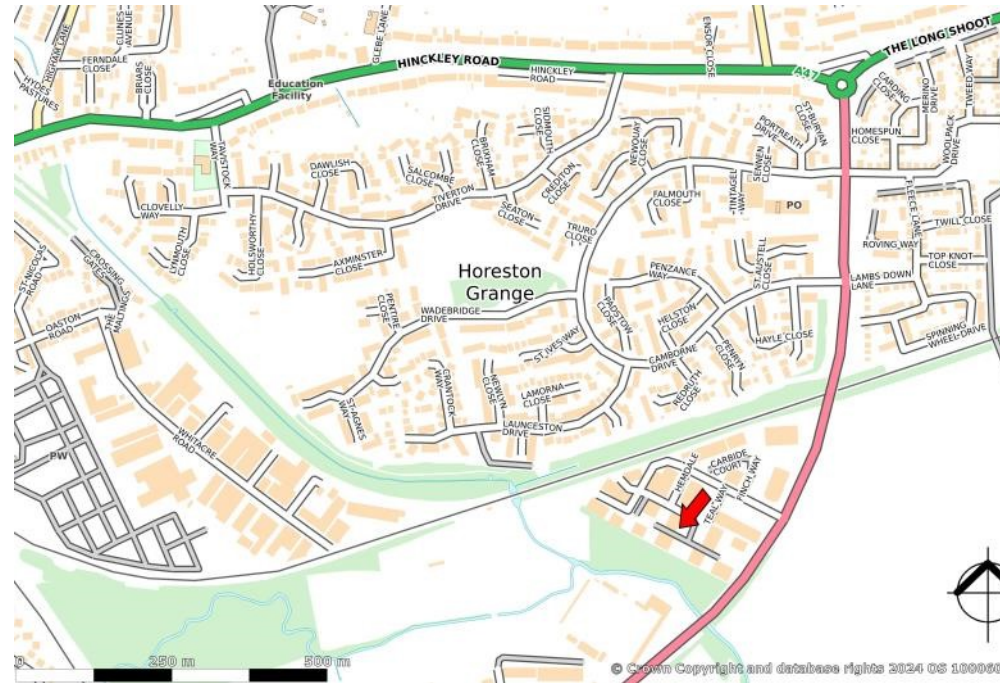 HIGHAM LANE
CLUNES
AVENUE
FERNDALE
CLOSE
HYDES
PASTURES
BRIARS
CLOSE
GLEBE LANE
Education
Facility
HINCKLEY ROAD
HINCKLEY
ROAD
ENSOR CLOSE
A47
THE LONG SHOOT
CARDING
CLOSE
MERINO
DRIVE
TWEED WAY
HOMESPUN
CLOSE
WOOLPACK
DRIVE
TAVISTOCK
WAY
DAWLISH
CLOSE
SALCOMBE
CLOSE
BRIXHAM
CLOSE
SIDMOUTH
CLOSE
CREDITON
CLOSE
NEWQUAY
CLOSE
PORTREATH
DRIVE
ST-BURYAN
CLOSE
SENNEN
CLOSE
TINTAGEL
WAY
PO
FALMOUTH
CLOSE
TIVERTON
DRIVE
SEATON
CLOSE
TRURO
CLOSE
CLOVELLY
WAY
LYNMOUTH
CLOSE
HOLSWORTHY
CLOSE
AXMINSTER
CLOSE
FLEECE LANE
TWILL CLOSE
ROVING WAY
TOP KNOT
CLOSE
LAMBS DOWN
LANE
SPINNING
WHEEL-DRIVE
ST-NICOLAS
ROAD
CROSSING
GATES
THE
MALTINGS
OASTON
ROAD
Horeston
Grange
PENTIRE
CLOSE
WADEBRIDGE
DRIVE
PENZANCE
WAY
ST-AUSTELL
CLOSE
PADSTOW
CLOSE
HELSTON
CLOSE
HAYLE CLOSE
ST-IVES-WAY
CAMBORNE
DRIVE
PENRYN
CLOSE
REDRUTH
CLOSE
CRANTOCK
WAY
NEWLYN
CLOSE
LAMORNA
CLOSE
LAUNCESTON
DRIVE
ST-AGNES
WAY
WHITACRE
ROAD
PW
HEMDALE
CARBIDE
COURT
TEAL WAY
FINCH WAY
0
250 m
500 m
© Crown Copyright and database rights 2024 OS 100060